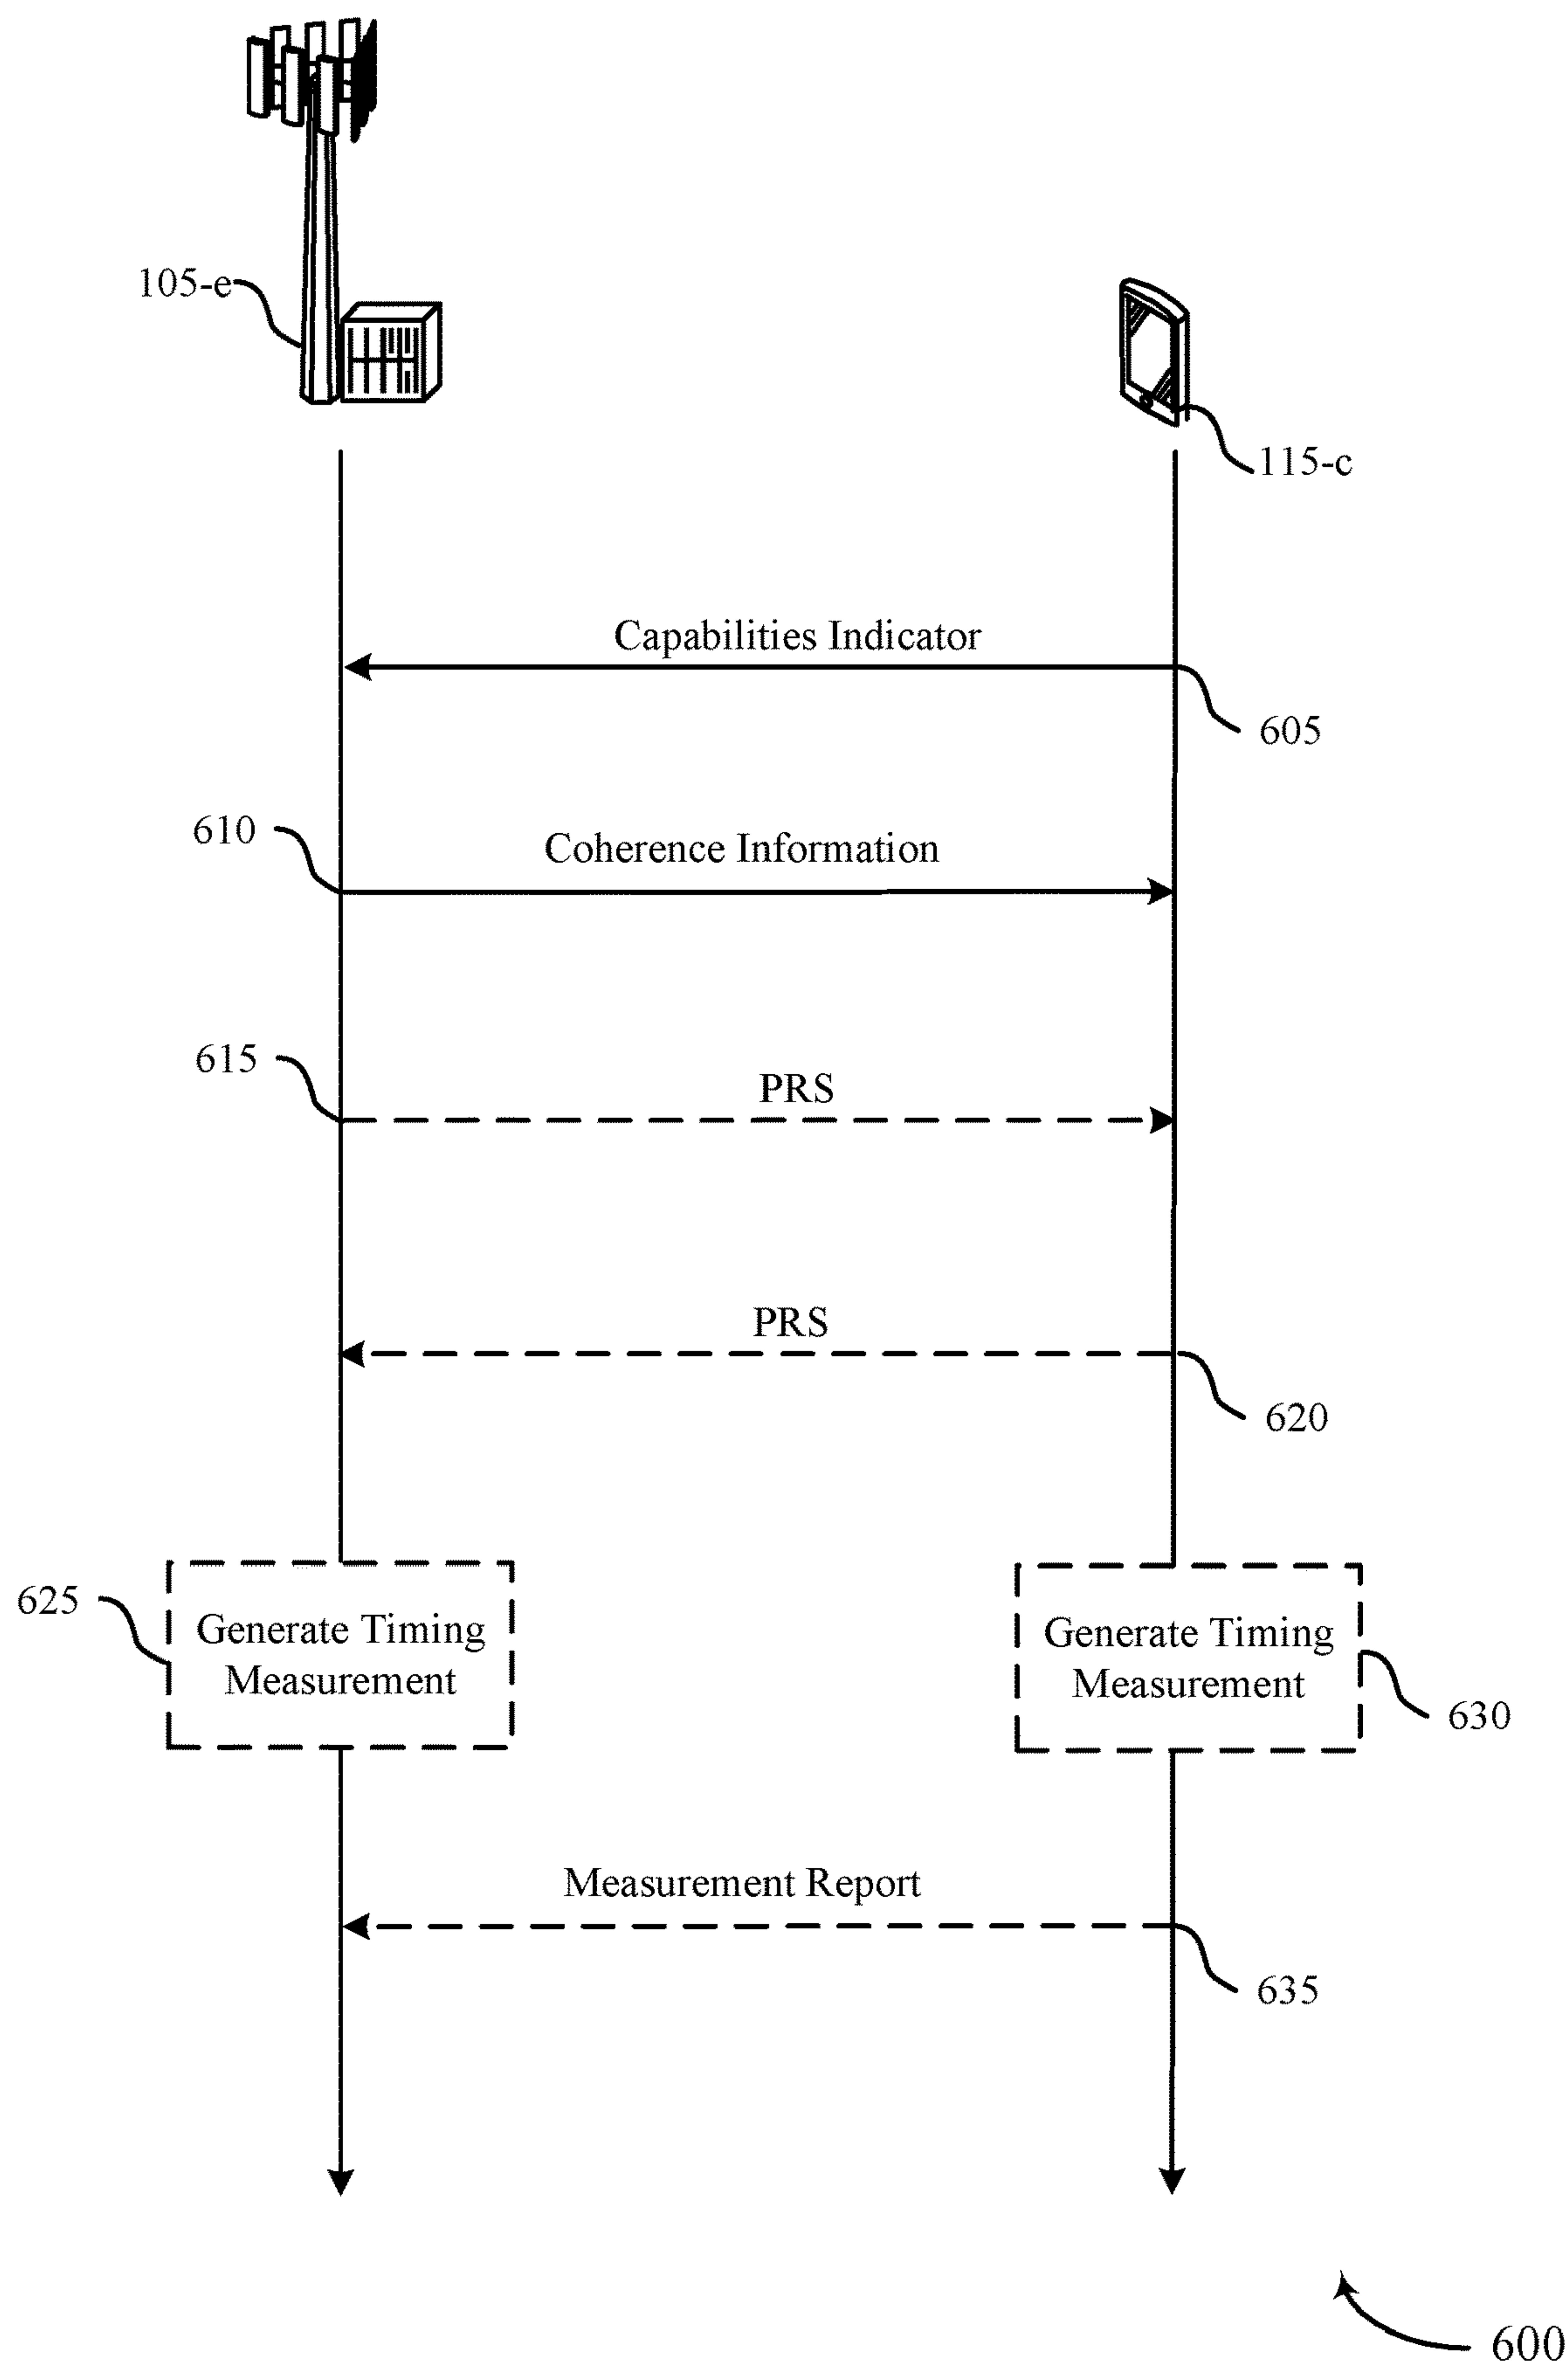 105-e
115-c
Capabilities Indicator
605
610
Coherence Information
615
PRS
PRS
620
625
Generate Timing
Measurement
Generate Timing
Measurement
630
Measurement Report
635
600